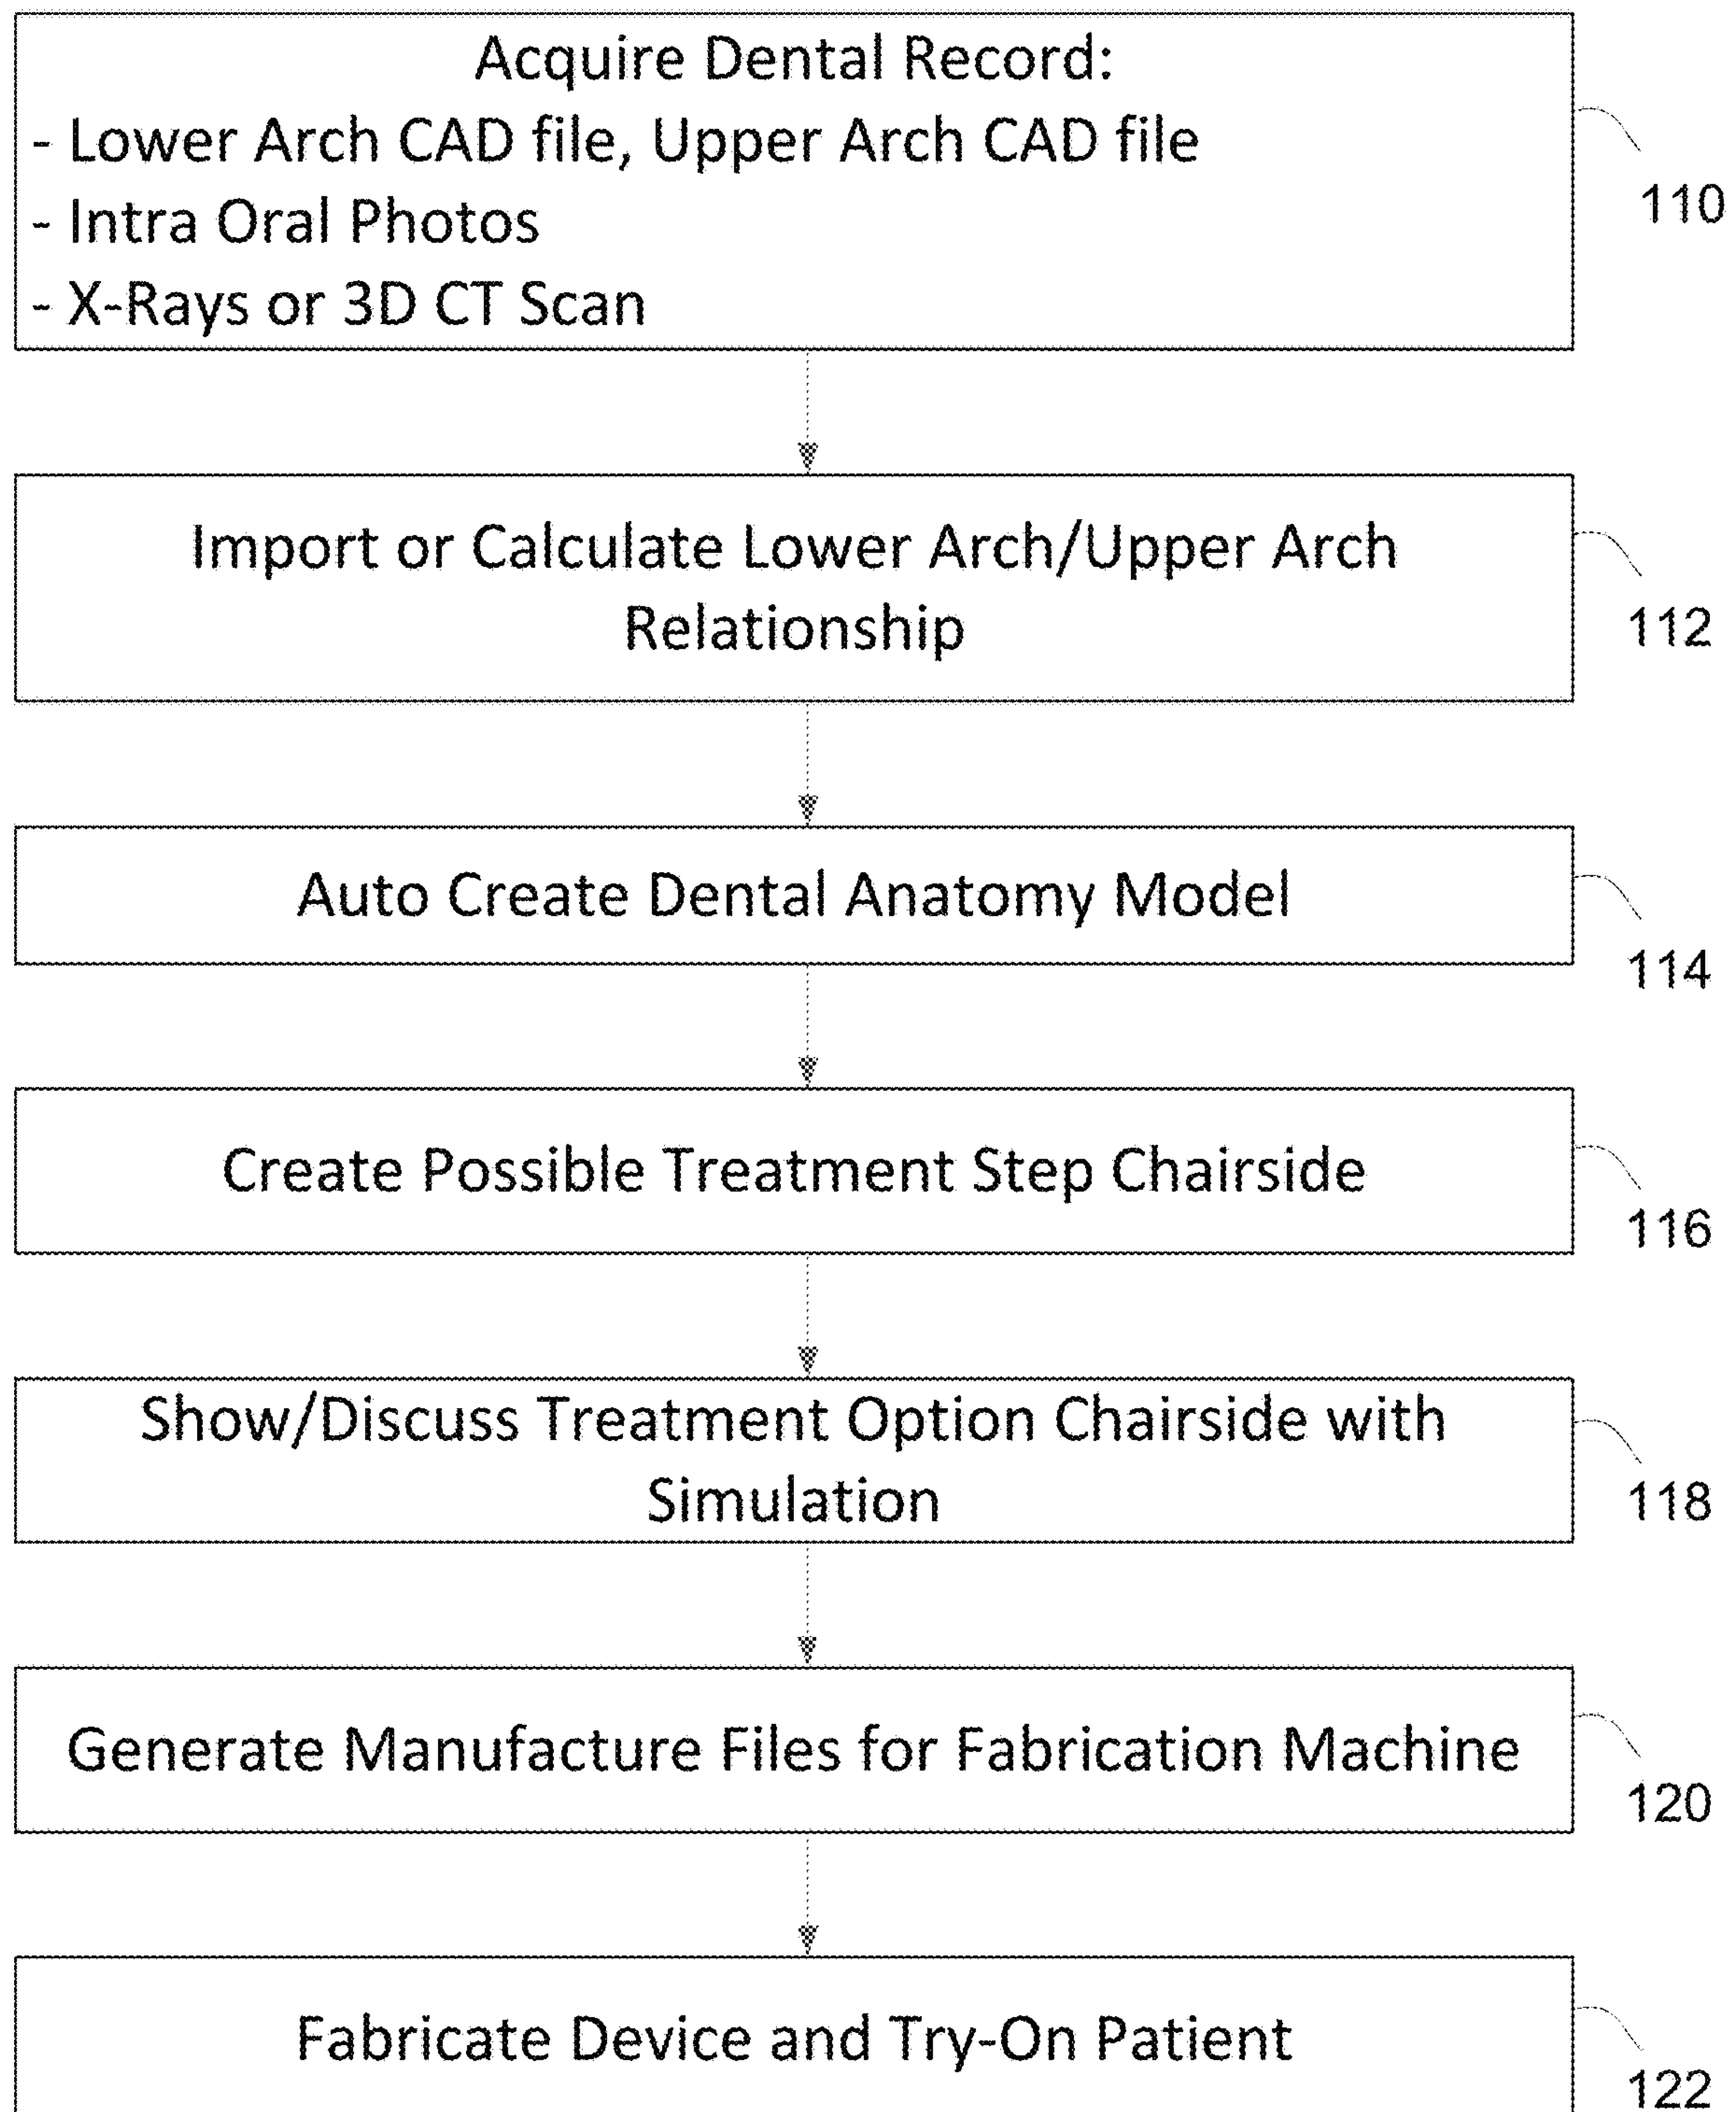 Acquire Dental Record:
- Lower Arch CAD file, Upper Arch CAD file
- Intra Oral Photos
- X-Rays or 3D CT Scan
110
Import or Calculate Lower Arch/Upper Arch
Relationship
112
Auto Create Dental Anatomy Model
114
Create Possible Treatment Step Chairside
116
Show/Discuss Treatment Option Chairside with
Simulation
118
Generate Manufacture Files for Fabrication Machine
120
Fabricate Device and Try-On Patient
122